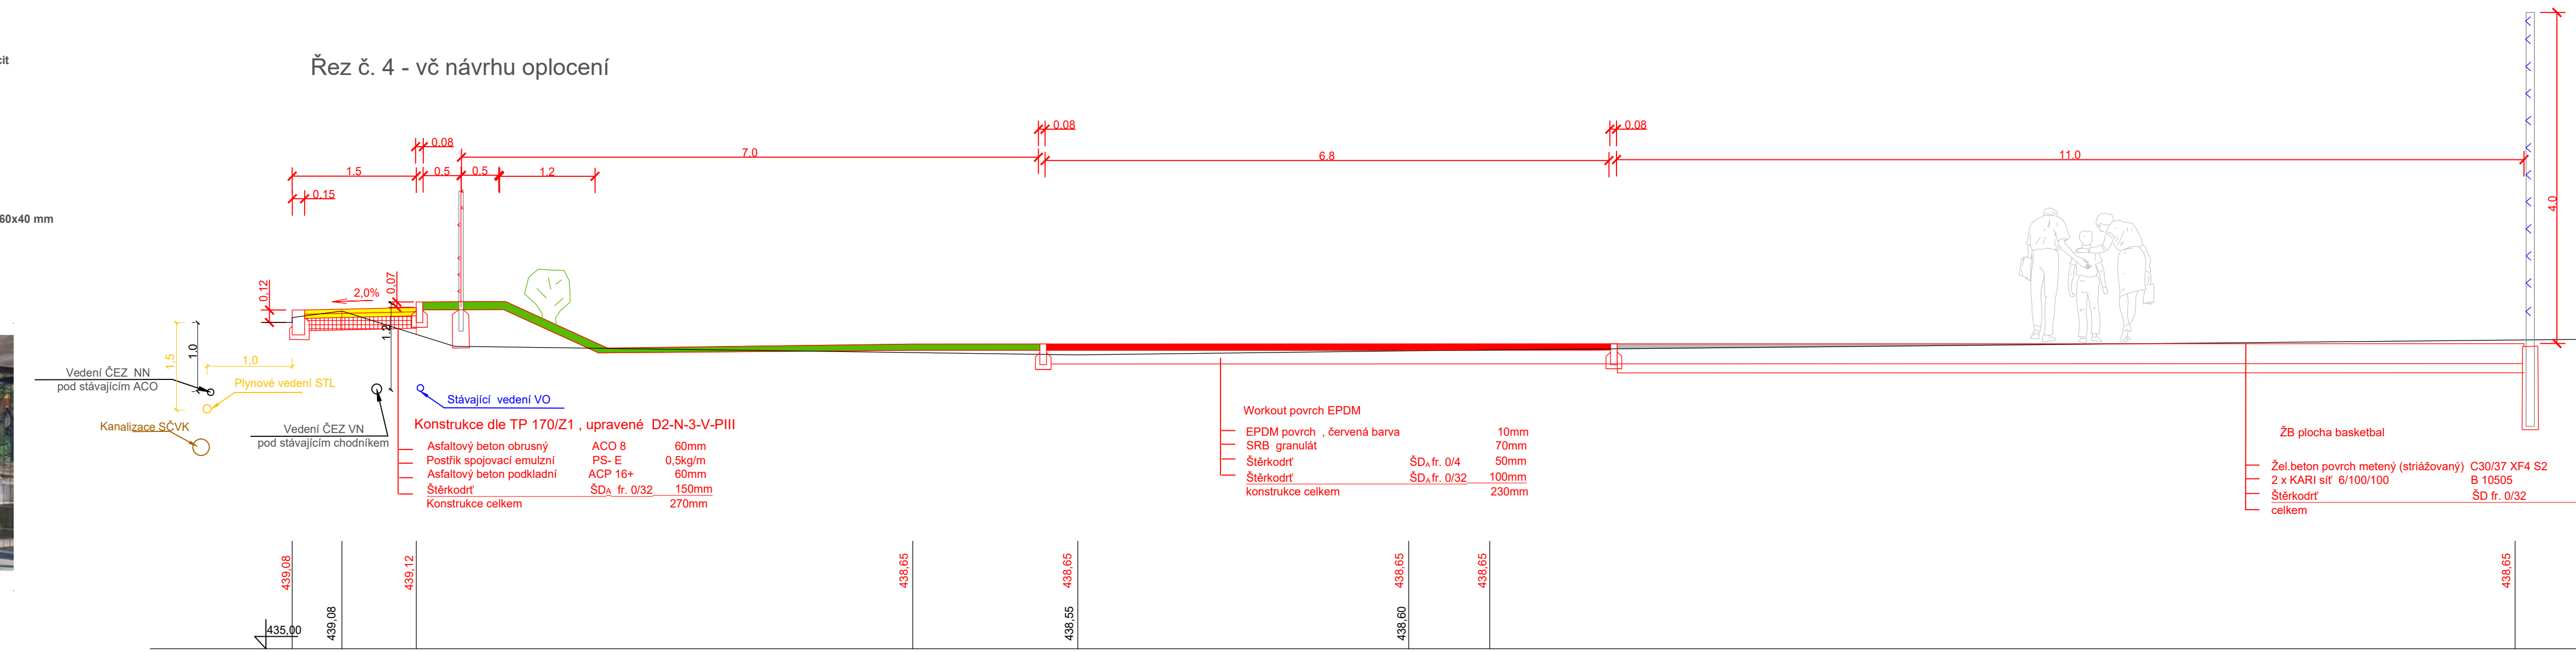 cit
Řez č. 4 - vč návrhu oplocení
60x40 mm
0.08
0.08
0.08
7.0
6.8
11.0
1.5
0.5
0.5
1.2
0.15
4.0
0,12
2,0%
0,07
1.2
1,5
1.0
1,0
Vedení ČEZ NN
pod stávajícím ACO
Plynové vedení STL
Kanalizace SČVK
Vedení ČEZ VN
pod stávajícím chodníkem
Stávající vedení VO
Konstrukce dle TP 170/Z1 , upravené D2-N-3-V-PIII
Asfaltový beton obrusný ACO 8 60mm
Postřik spojovací emulzní PS- E 0,5kg/m
Asfaltový beton podkladní ACP 16+ 60mm
Štěrkodrť ŠDA fr. 0/32 150mm
Konstrukce celkem 270mm
Workout povrch EPDM
EPDM povrch , červená barva 10mm
SRB granulát 70mm
Štěrkodrť ŠDA fr. 0/4 50mm
Štěrkodrť ŠDA fr. 0/32 100mm
konstrukce celkem 230mm
ŽB plocha basketbal
Žel.beton povrch metený (striážovaný) C30/37 XF4 S2
2 x KARI síť 6/100/100 B 10505
Štěrkodrť ŠD fr. 0/32
celkem
439,08
439,12
438,65
438,65
438,65
438,65
438,65
439,08
438,55
438,60
435,00